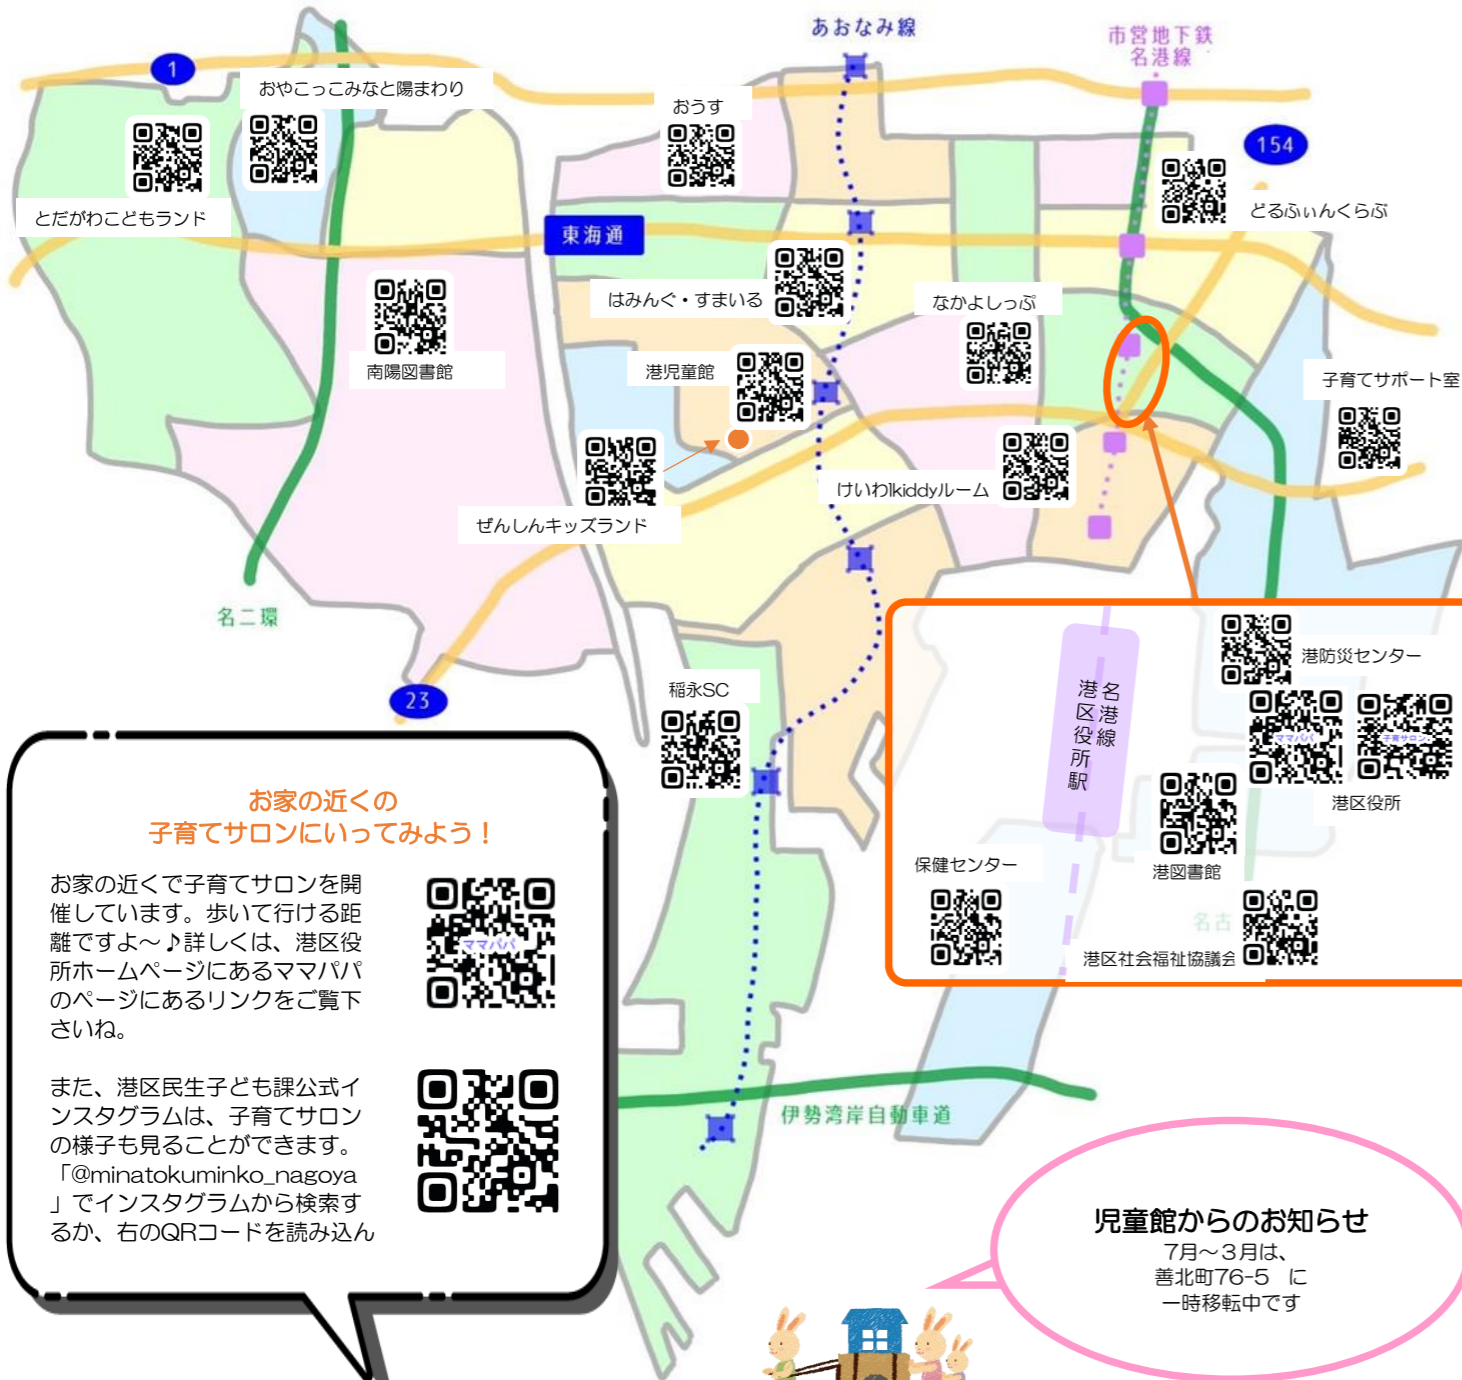 あおなみ線
市営地下鉄
名港線
1
おやこっこみなと陽まわり
おうす
154
とだがわこどもランド
どるふぃんくらぶ
東海通
はみんぐ・すまいる
なかよしっぷ
南陽図書館
港児童館
子育てサポート室
けいわkiddyルーム
ぜんしんキッズランド
名二環
23
稲永SC
名港線
港区役所駅
港防災センター
ママパパ
子育サロン
港区役所
港図書館
保健センター
名古
港区社会福祉協議会
お家の近くの
子育てサロンにいってみよう！
お家の近くで子育てサロンを開
催しています。歩いて行ける距
離ですよ～♪詳しくは、港区役
所ホームページにあるママパパ
のページにあるリンクをご覧下
さいね。
ママパパ
また、港区民生子ども課公式イ
ンスタグラムは、子育てサロン
の様子も見ることができます。
「@minatokuminko_nagoya
」でインスタグラムから検索す
るか、右のQRコードを読み込ん
伊勢湾岸自動車道
児童館からのお知らせ
7月～3月は、
善北町76-5　に
一時移転中です